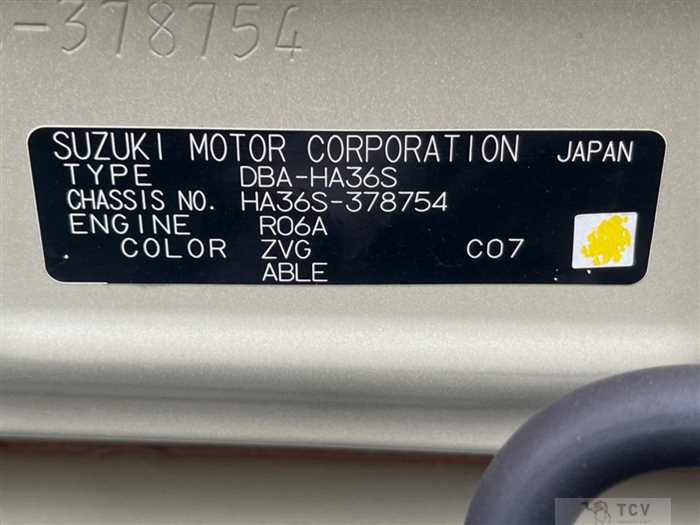 -378754
SUZUKI MOTOR CORPORATION JAPAN
TYPE DBA-HA36S
CHASSIS NO. HA36S-378754
ENGINE R06A
COLOR ZVG C07
ABLE
TCV